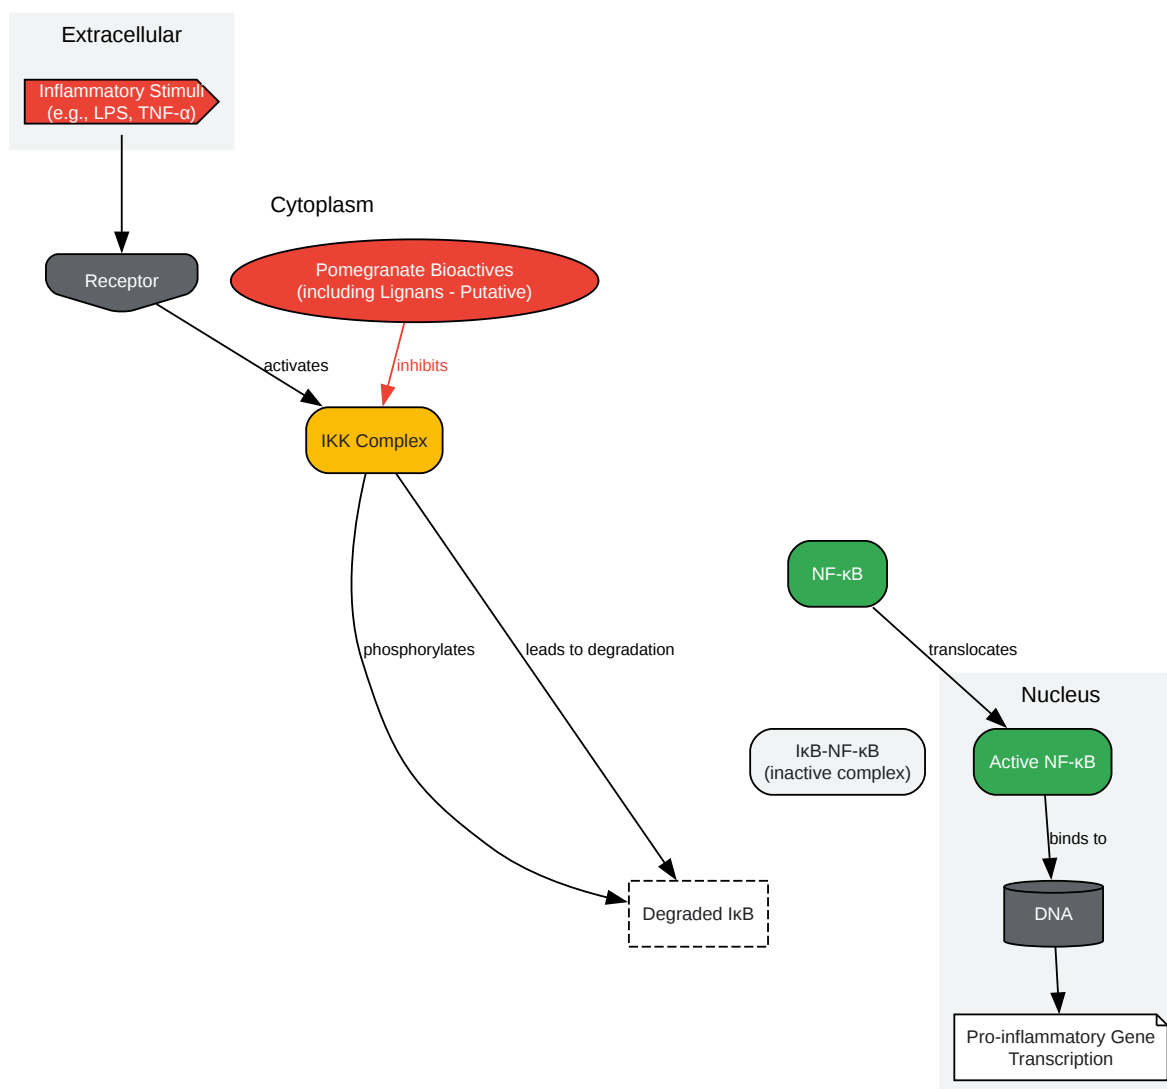 Extracellular
Inflammatory Stimuli
(e.g., LPS, TNF-α)
Cytoplasm
Pomegranate Bioactives
(including Lignans - Putative)
Receptor
activates
inhibits
IKK Complex
NF-κB
phosphorylates
leads to degradation
translocates
Nucleus
IκB-NF-κB
(inactive complex)
Active NF-κB
binds to
Degraded IκB
DNA
Pro-inflammatory Gene
Transcription